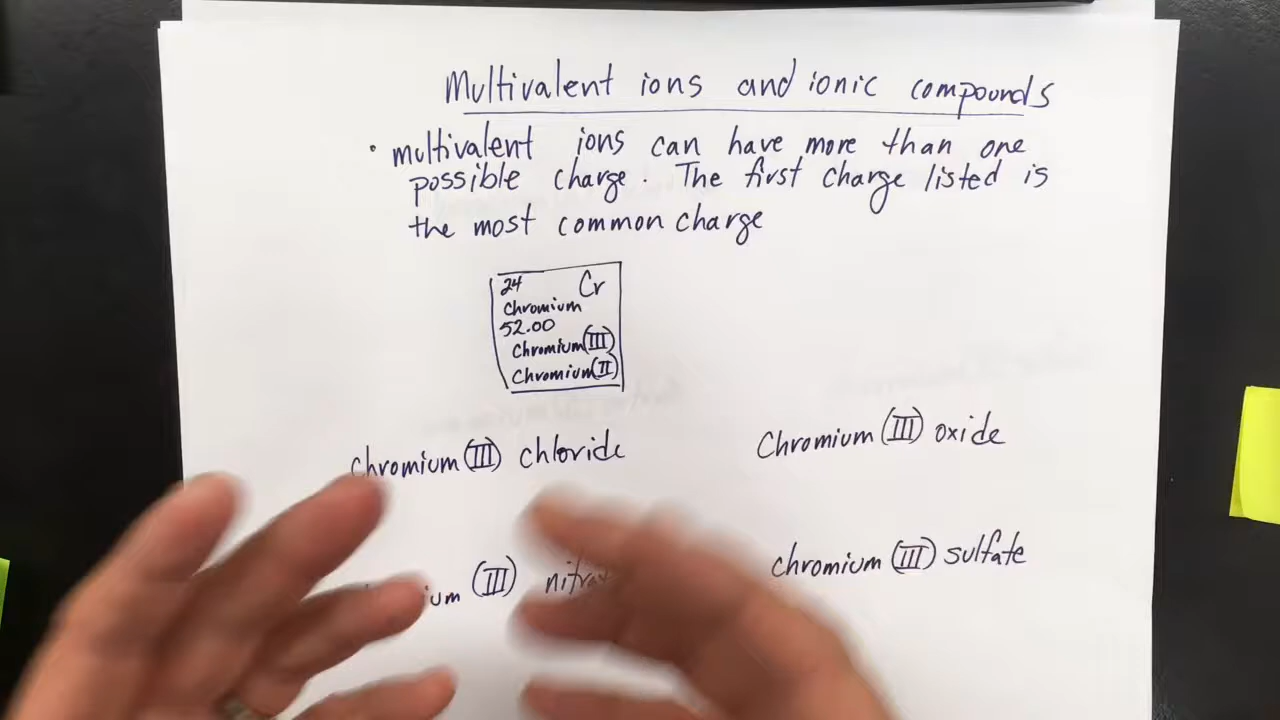 Multivalent ions and ionic compounds
• multivalent ions can have more than one
possible charge. The first charge listed is
the most common charge
24 Cr
Chromium
52.00
Chromium(III)
Chromium(II)
chromium (III) chloride
Chromium (III) oxide
(III)
chromium (III) sulfate